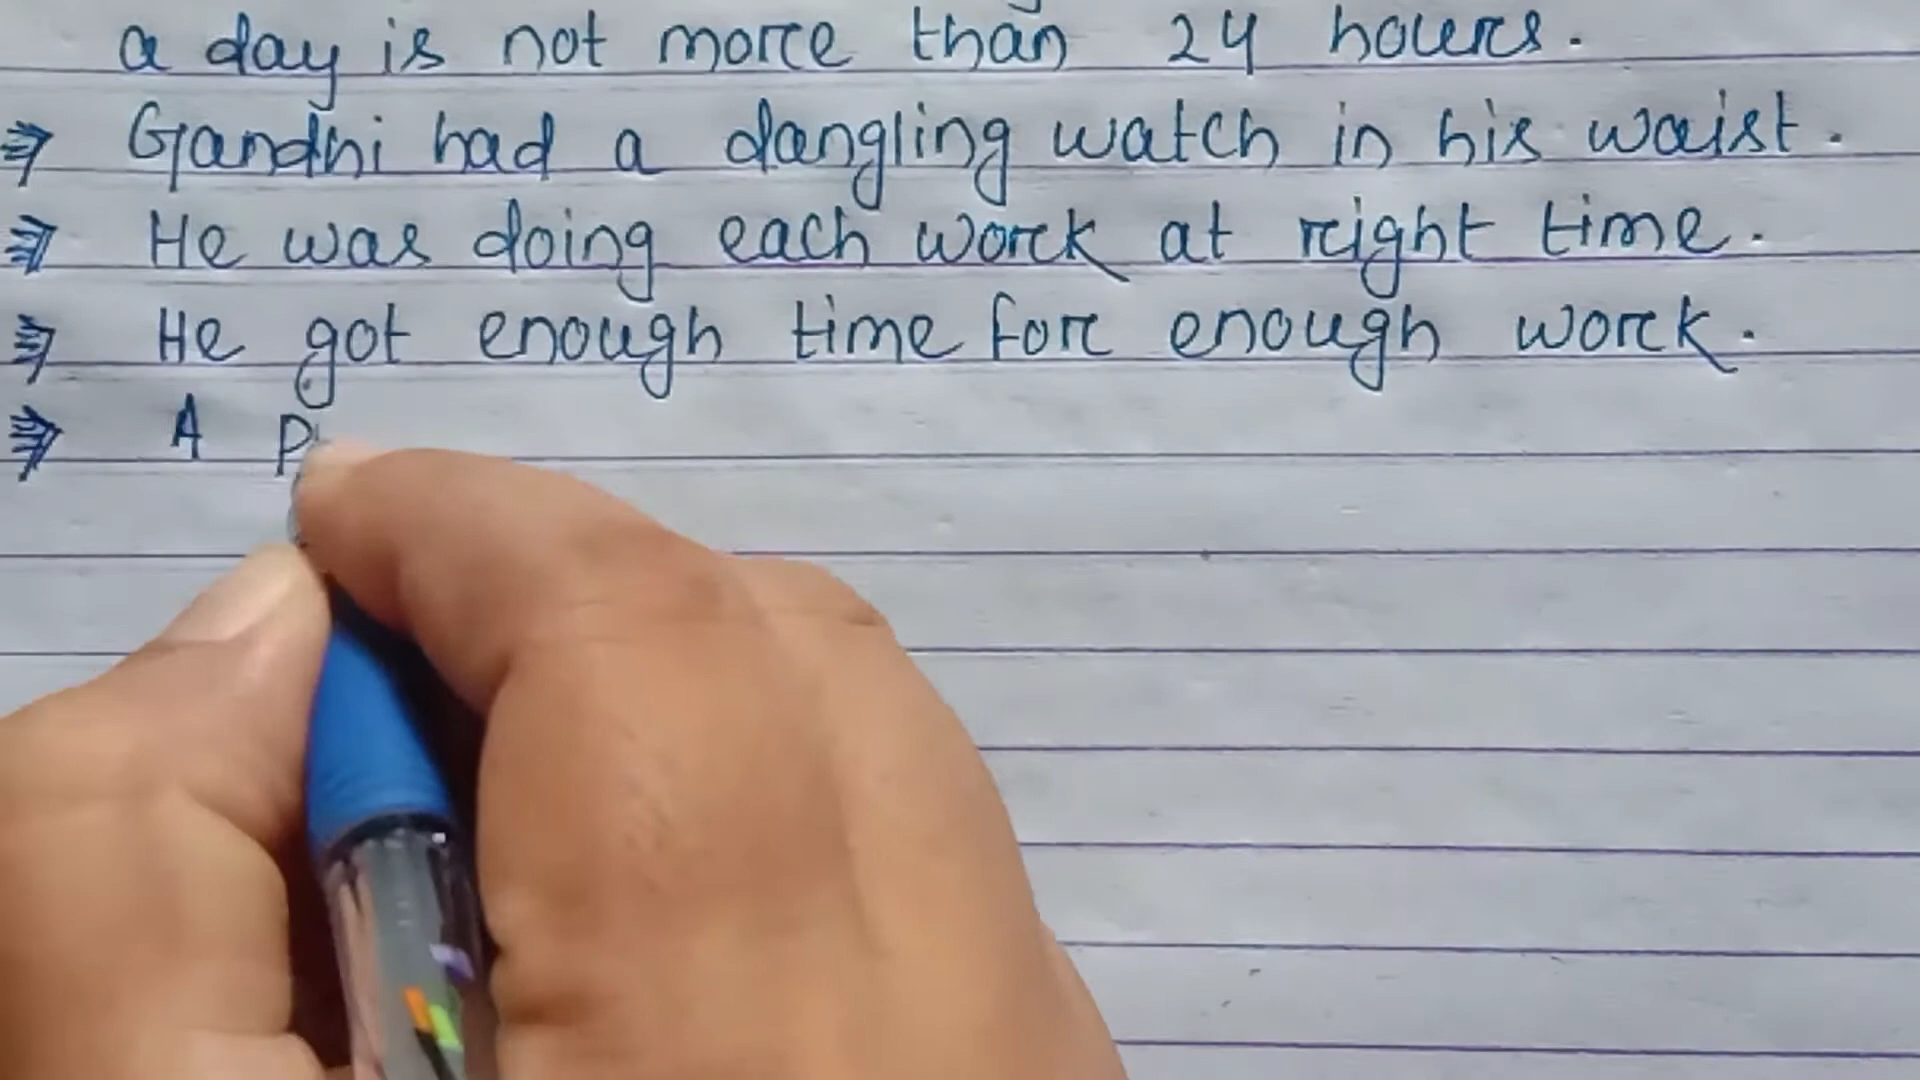 a day is not more than 24 hours.
⇒ Gandhi had a dangling watch in his waist.
⇒ He was doing each work at right time.
⇒ He got enough time for enough work.
⇒ A P